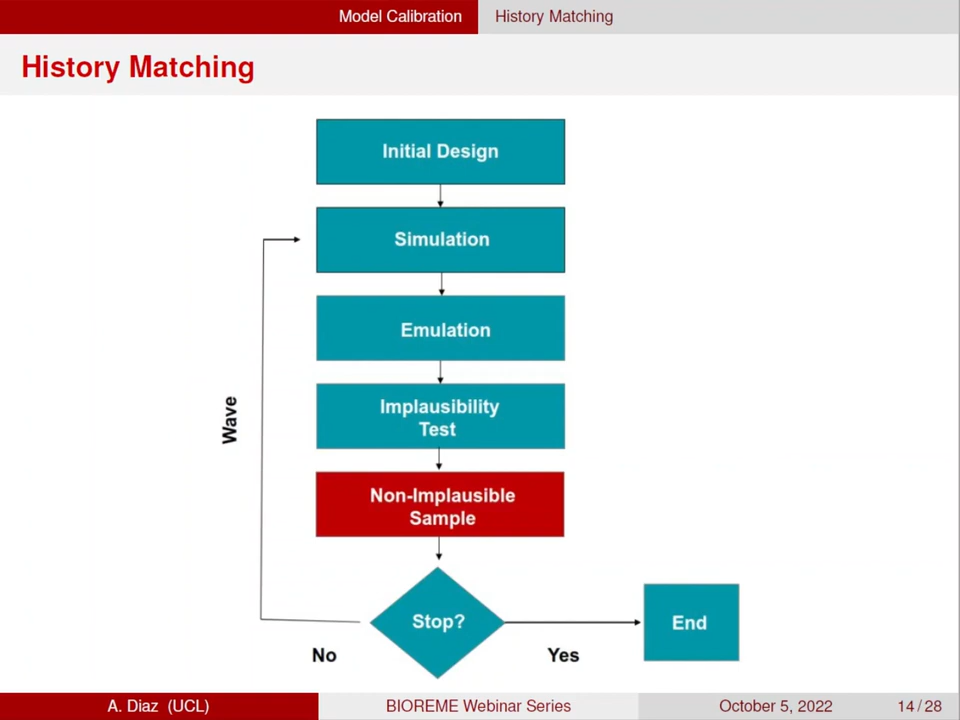 Model Calibration
History Matching
History Matching
Initial Design
Simulation
Emulation
Implausibility
Test
Non-Implausible
Sample
Wave
Stop?
End
No
Yes
A. Diaz (UCL)
BIOREME Webinar Series
October 5, 2022
14/28